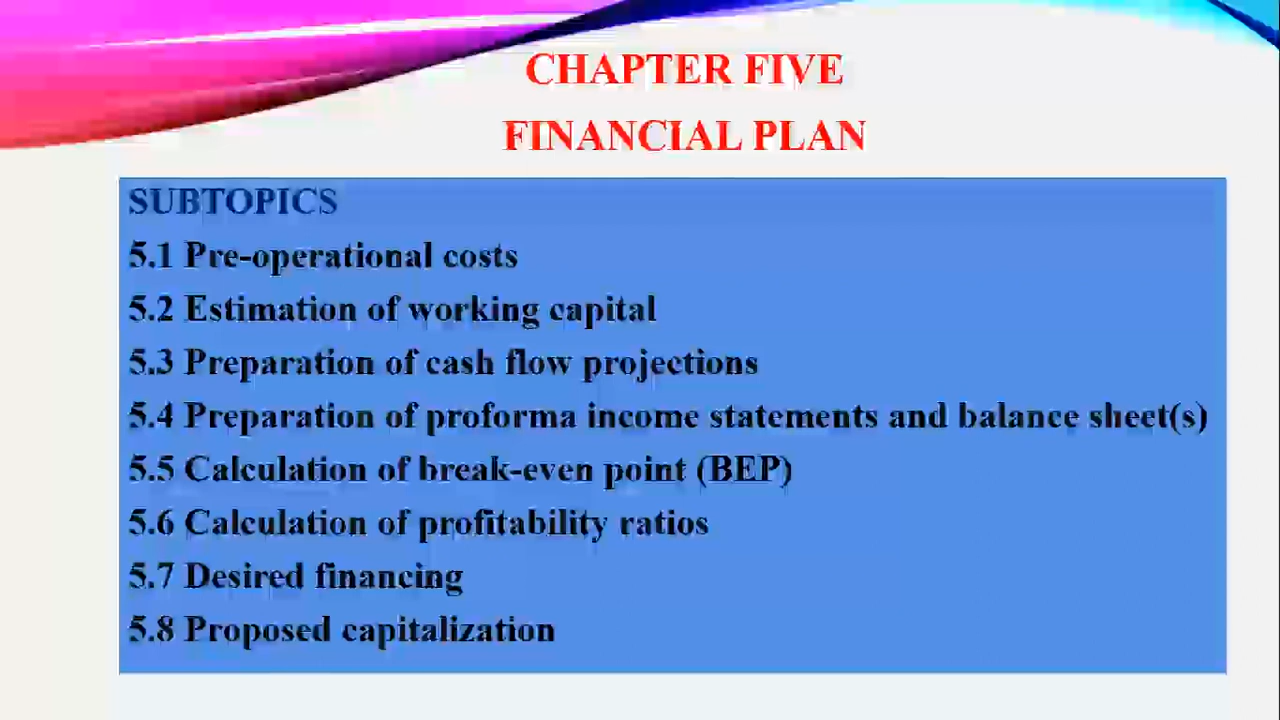 CHAPTER FIVE
FINANCIAL PLAN
SUBTOPICS
5.1 Pre-operational costs
5.2 Estimation of working capital
5.3 Preparation of cash flow projections
5.4 Preparation of proforma income statements and balance sheet(s)
5.5 Calculation of break-even point (BEP)
5.6 Calculation of profitability ratios
5.7 Desired financing
5.8 Proposed capitalization